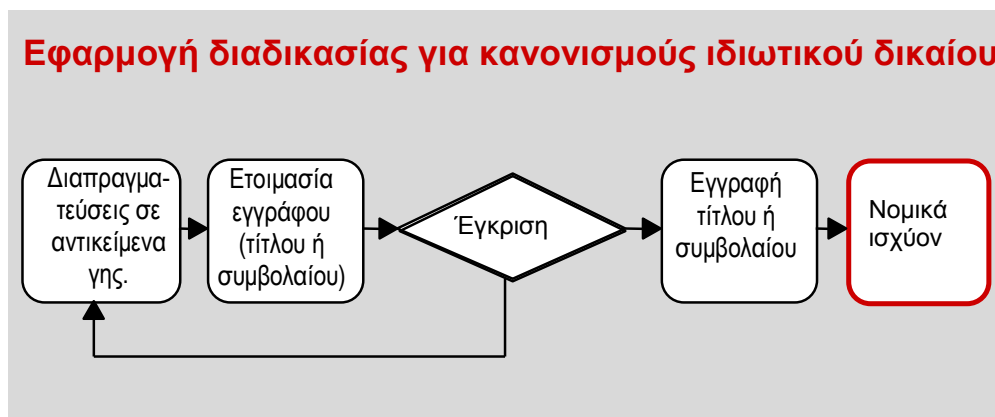 Εφαρμογή διαδικασίας για κανονισμούς ιδιωτικού δικαίου
Διαπραγμα-
τεύσεις σε
αντικείμενα
γης.
Ετοιμασία
εγγράφου
(τίτλου ή
συμβολαίου)
Έγκριση
Εγγραφή
τίτλου ή
συμβολαίου
Νομικά
ισχύον